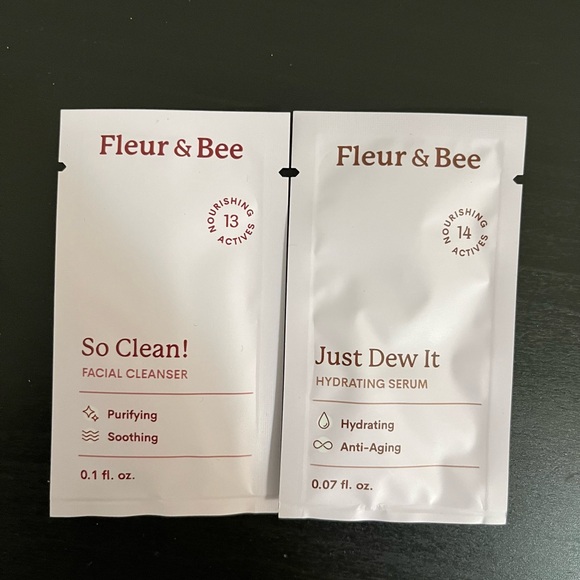 Fleur & Bee
NOURISHING
13
ACTIVES
So Clean!
FACIAL CLEANSER
Purifying
Soothing
0.1 fl. oz.
Fleur & Bee
NOURISHING
14
ACTIVES
Just Dew It
HYDRATING SERUM
Hydrating
Anti-Aging
0.07 fl. oz.